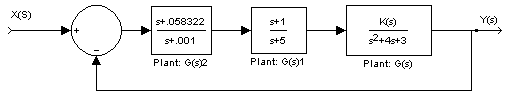 X(S)
Y(s)
+
−
s+.058322
s+.001
s+1
s+5
K(s)
s²+4s+3
Plant: G(s)2
Plant: G(s)1
Plant: G(s)